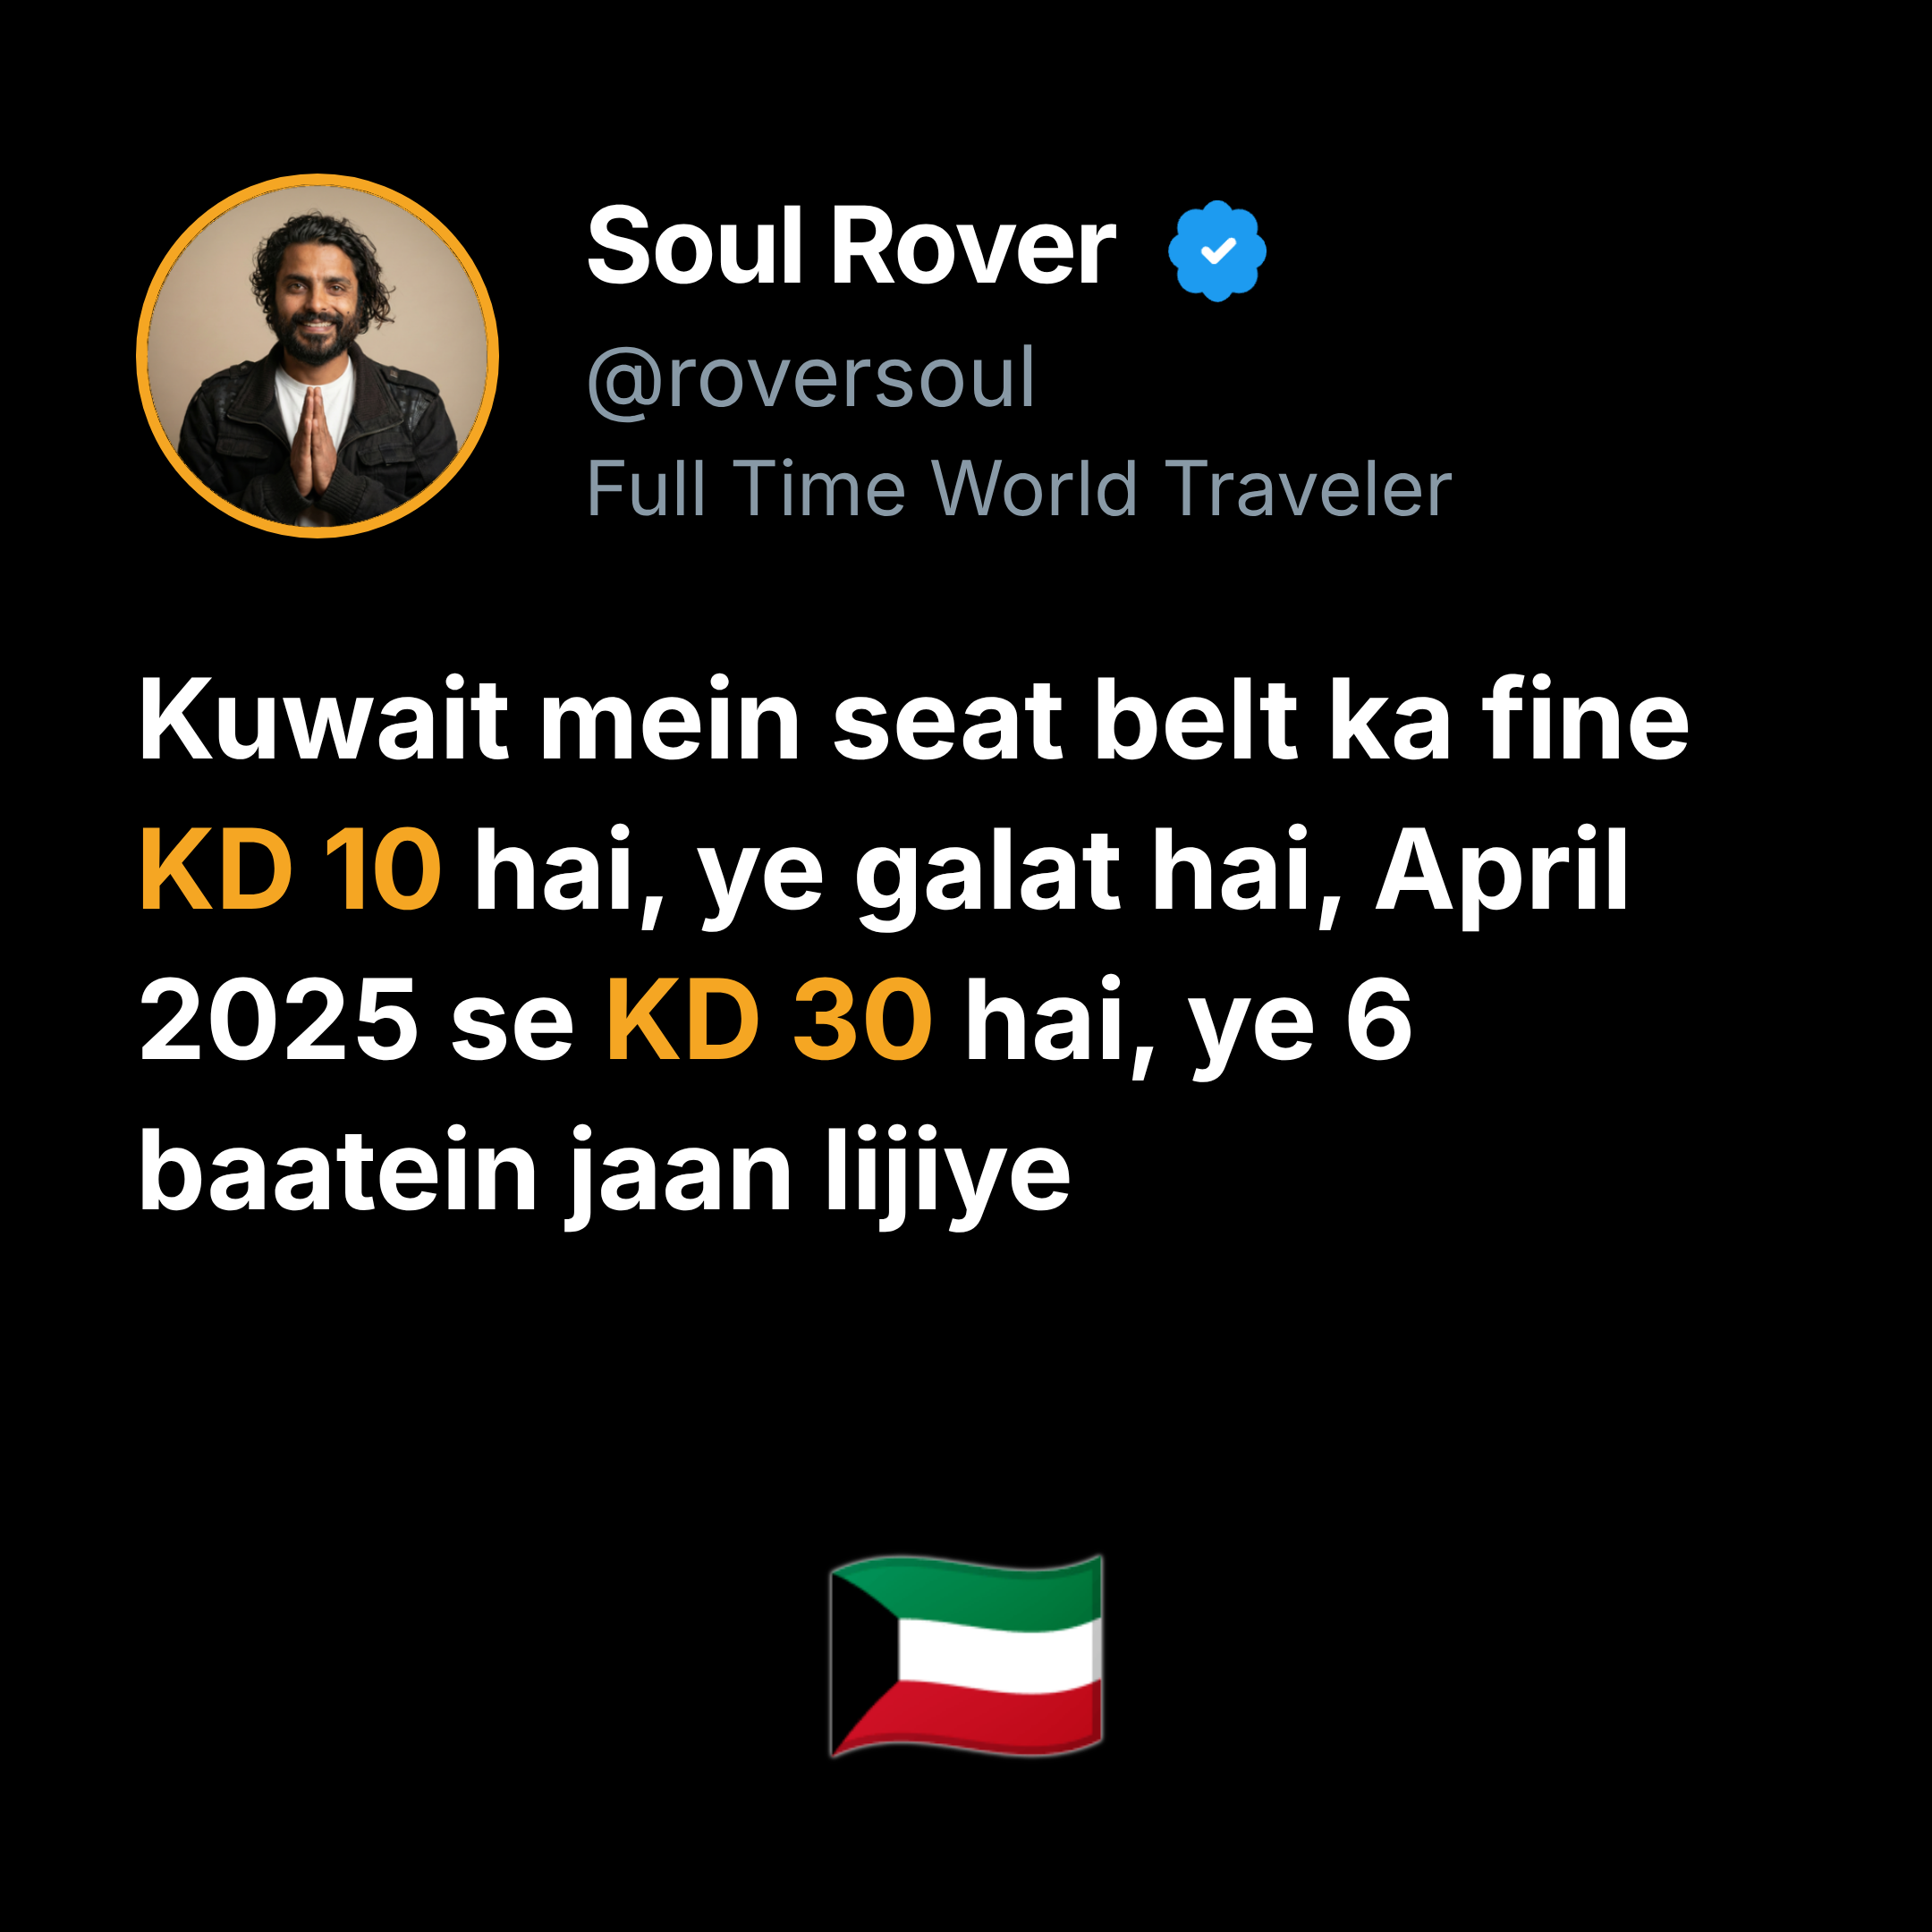 Soul Rover
@roversoul
Full Time World Traveler
Kuwait mein seat belt ka fine
KD 10 hai, ye galat hai, April
2025 se KD 30 hai, ye 6
baatein jaan lijiye